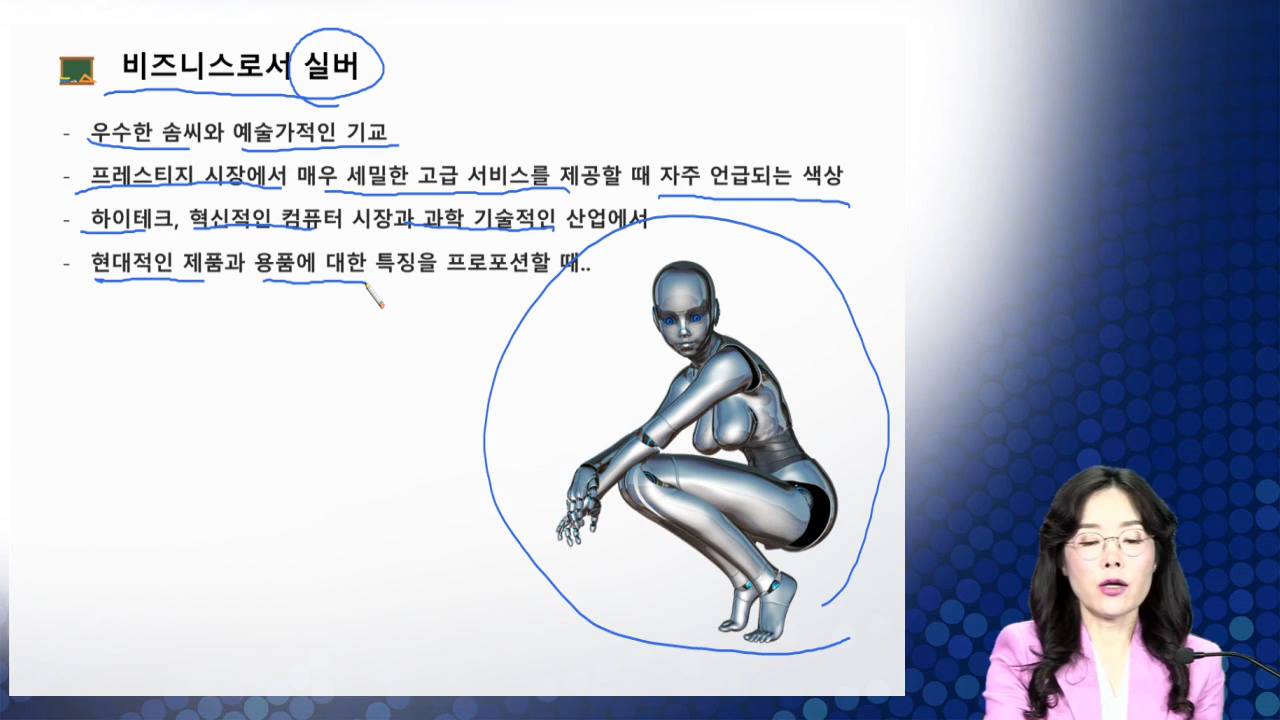 비즈니스로서 실버
- 우수한 솜씨와 예술가적인 기교
- 프레스티지 시장에서 매우 세밀한 고급 서비스를 제공할 때 자주 언급되는 색상
- 하이테크, 혁신적인 컴퓨터 시장과 과학 기술적인 산업에서
- 현대적인 제품과 용품에 대한 특징을 프로포션할 때..